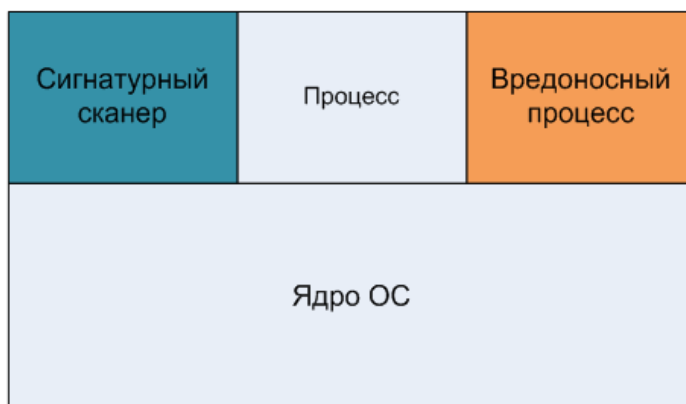 Сигнатурный
сканер
Процесс
Вредоносный
процесс
Ядро ОС